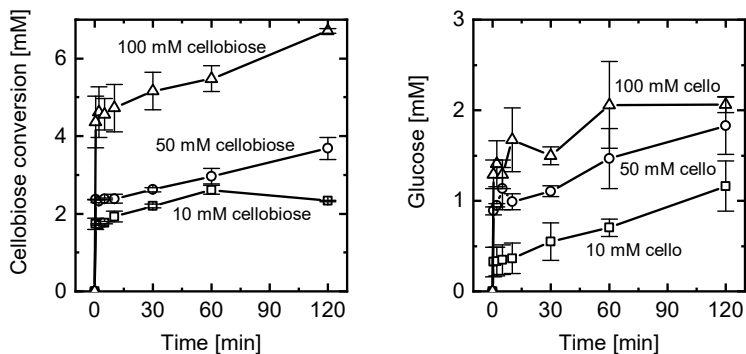 Cellobiose conversion [mM]
6
4
2
0
100 mM cellobiose
50 mM cellobiose
10 mM cellobiose
0
30
60
90
120
Time [min]
Glucose [mM]
3
2
1
0
100 mM cello
50 mM cello
10 mM cello
0
30
60
90
120
Time [min]